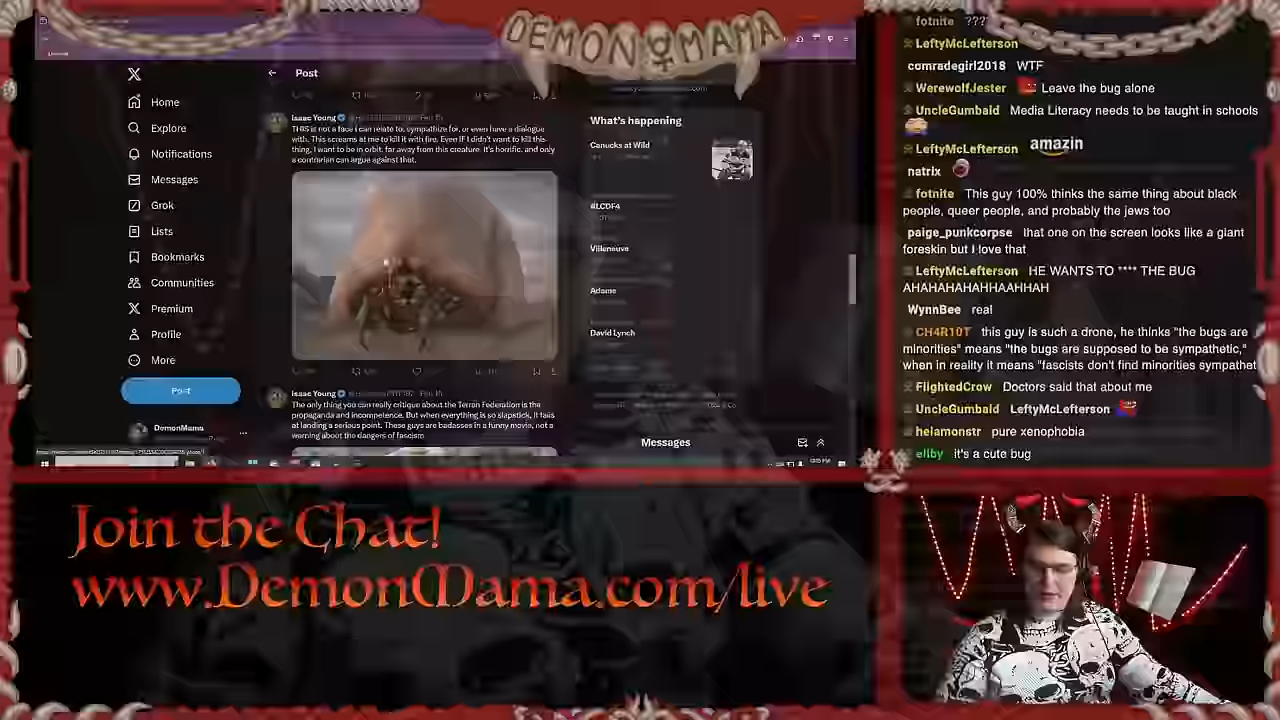 DEMON MAMA
X
Home
Explore
Notifications
Messages
Grok
Lists
Bookmarks
Communities
Premium
Profile
More
Post
DemonMama
Post
Isaac Young
THIS is not a face I can relate to, sympathize for, or even have a dialogue
with. This screams at me to kill it with fire. Even IF I didn't want to kill this
thing, I want to be in orbit, far away from this creature. It's horrific, and only
a contrarian can argue against that.
Isaac Young
The only thing you can really critique about the Terran Federation is the
propaganda and incompetence. But when everything is so slapstick, it fails
at landing a serious point. These guys are badasses in a funny movie, not a
warning about the dangers of fascism
What's happening
Canucks at Wild
#LCDF4
Villeneuve
Adams
David Lynch
Messages
fotnite ???
LeftyMcLefterson
comradegirl2018 WTF
WerewolfJester Leave the bug alone
UncleGumbaid Media Literacy needs to be taught in schools
LeftyMcLefterson amazin
natrix
fotnite This guy 100% thinks the same thing about black
people, queer people, and probably the jews too
paige_punkcorpse that one on the screen looks like a giant
foreskin but I love that
LeftyMcLefterson HE WANTS TO **** THE BUG
AHAHAHAHAHHAAHHAH
WynnBee real
CH4R10T this guy is such a drone, he thinks "the bugs are
minorities" means "the bugs are supposed to be sympathetic,"
when in reality it means "fascists don't find minorities sympathet
FlightedCrow Doctors said that about me
UncleGumbaid LeftyMcLefterson
helamonstr pure xenophobia
ellby it's a cute bug
Join the Chat!
www.DemonMama.com/live